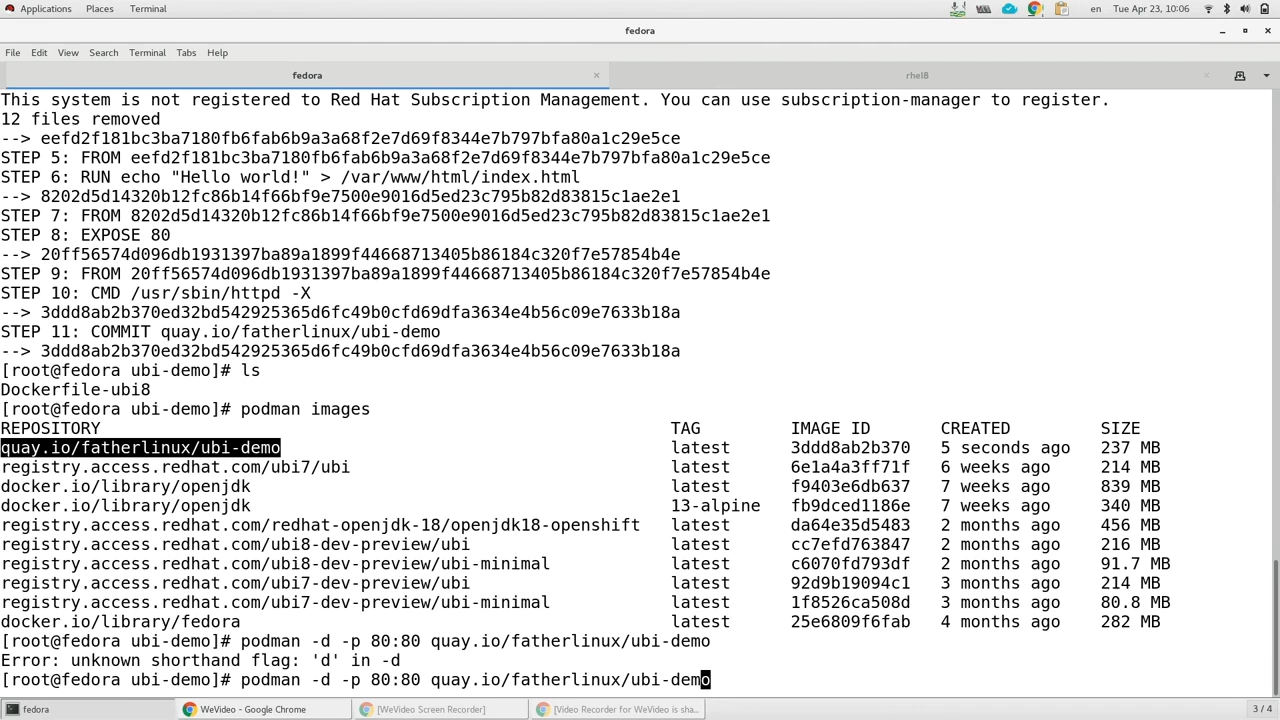 Applications Places Terminal en Tue Apr 23, 10:06
fedora
File Edit View Search Terminal Tabs Help
fedora × rhel8 ×
This system is not registered to Red Hat Subscription Management. You can use subscription-manager to register.
12 files removed
--> eefd2f181bc3ba7180fb6fab6b9a3a68f2e7d69f8344e7b797bfa80a1c29e5ce
STEP 5: FROM eefd2f181bc3ba7180fb6fab6b9a3a68f2e7d69f8344e7b797bfa80a1c29e5ce
STEP 6: RUN echo "Hello world!" > /var/www/html/index.html
--> 8202d5d14320b12fc86b14f66bf9e7500e9016d5ed23c795b82d83815c1ae2e1
STEP 7: FROM 8202d5d14320b12fc86b14f66bf9e7500e9016d5ed23c795b82d83815c1ae2e1
STEP 8: EXPOSE 80
--> 20ff56574d096db1931397ba89a1899f44668713405b86184c320f7e57854b4e
STEP 9: FROM 20ff56574d096db1931397ba89a1899f44668713405b86184c320f7e57854b4e
STEP 10: CMD /usr/sbin/httpd -X
--> 3ddd8ab2b370ed32bd542925365d6fc49b0cfd69dfa3634e4b56c09e7633b18a
STEP 11: COMMIT quay.io/fatherlinux/ubi-demo
--> 3ddd8ab2b370ed32bd542925365d6fc49b0cfd69dfa3634e4b56c09e7633b18a
[root@fedora ubi-demo]# ls
Dockerfile-ubi8
[root@fedora ubi-demo]# podman images
REPOSITORY TAG IMAGE ID CREATED SIZE
quay.io/fatherlinux/ubi-demo latest 3ddd8ab2b370 5 seconds ago 237 MB
registry.access.redhat.com/ubi7/ubi latest 6e1a4a3ff71f 6 weeks ago 214 MB
docker.io/library/openjdk latest f9403e6db637 7 weeks ago 839 MB
docker.io/library/openjdk 13-alpine fb9dced1186e 7 weeks ago 340 MB
registry.access.redhat.com/redhat-openjdk-18/openjdk18-openshift latest da64e35d5483 2 months ago 456 MB
registry.access.redhat.com/ubi8-dev-preview/ubi latest cc7efd763847 2 months ago 216 MB
registry.access.redhat.com/ubi8-dev-preview/ubi-minimal latest c6070fd793df 2 months ago 91.7 MB
registry.access.redhat.com/ubi7-dev-preview/ubi latest 92d9b19094c1 3 months ago 214 MB
registry.access.redhat.com/ubi7-dev-preview/ubi-minimal latest 1f8526ca508d 3 months ago 80.8 MB
docker.io/library/fedora latest 25e6809f6fab 4 months ago 282 MB
[root@fedora ubi-demo]# podman -d -p 80:80 quay.io/fatherlinux/ubi-demo
Error: unknown shorthand flag: 'd' in -d
[root@fedora ubi-demo]# podman -d -p 80:80 quay.io/fatherlinux/ubi-demo
fedora WeVideo - Google Chrome [WeVideo Screen Recorder] [Video Recorder for WeVideo is sha... 3 / 4